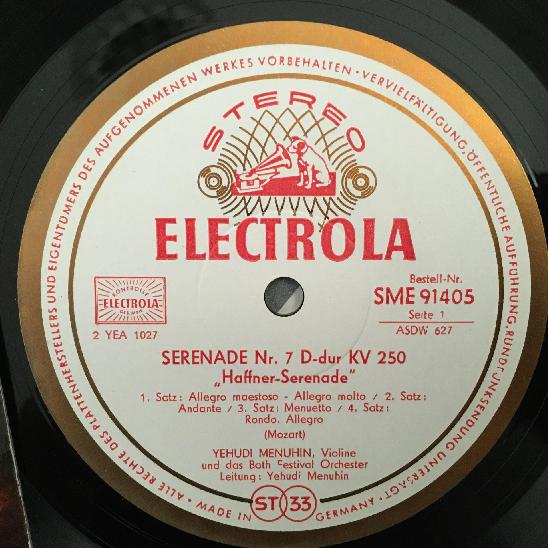 ALLE RECHTE DES PLATTENHERSTELLERS UND EIGENTÜMERS DES AUFGENOMMENEN WERKES VORBEHALTEN · VERVIELFÄLTIGUNG, ÖFFENTLICHE AUFFÜHRUNG, RUNDFUNKSENDUNG UNTERSAGT ·
STEREO
ELECTROLA
KONTROLLE
ELECTROLA
2 YEA 1027
Bestell-Nr.
SME 91405
Seite 1
ASDW 627
SERENADE Nr. 7 D-dur KV 250
„Haffner-Serenade"
1. Satz: Allegro maestoso - Allegro molto / 2. Satz:
Andante / 3. Satz: Menuetto / 4. Satz:
Rondo. Allegro
(Mozart)
YEHUDI MENUHIN, Violine
und das Bath Festival Orchester
Leitung: Yehudi Menuhin
MADE IN GERMANY
ST 33